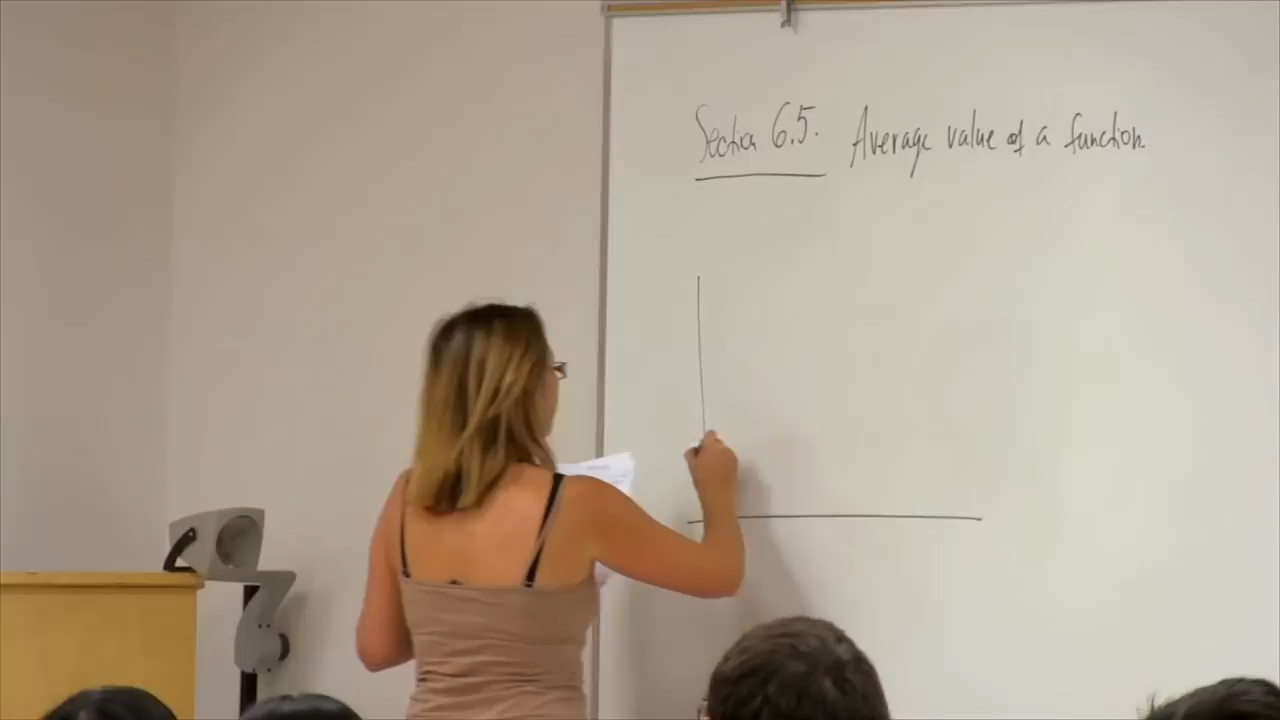 Section 6.5. Average value of a function.